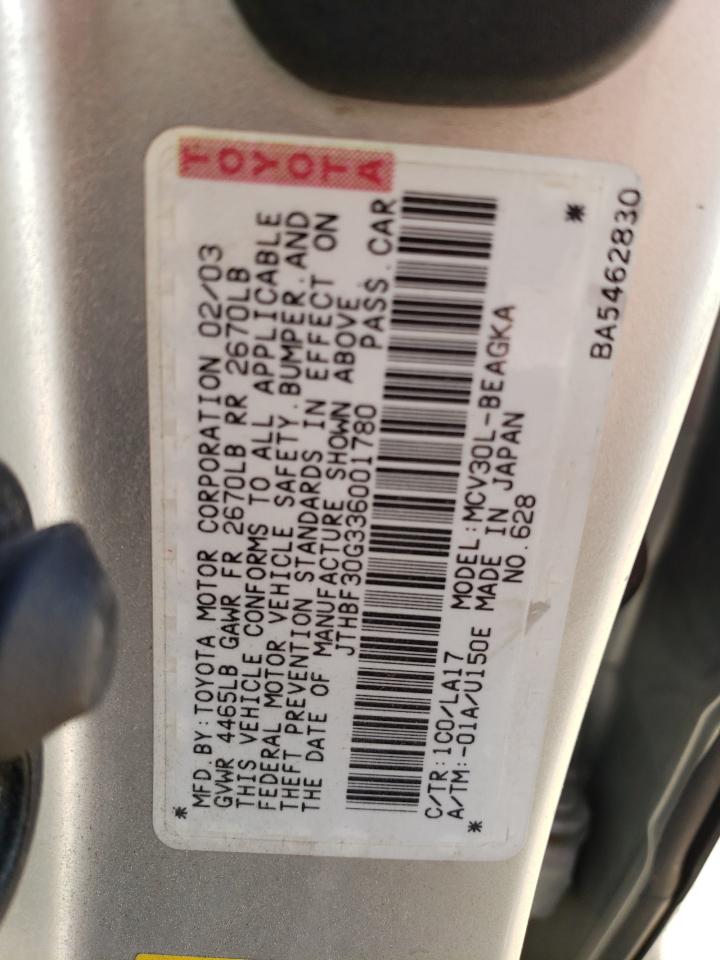 TOYOTA
MFD. BY: TOYOTA MOTOR CORPORATION 02/03
GVWR 4465LB GAWR FR 2670LB RR 2670LB
THIS VEHICLE CONFORMS TO ALL APPLICABLE
FEDERAL MOTOR VEHICLE SAFETY. BUMPER. AND
THEFT PREVENTION STANDARDS IN EFFECT ON
THE DATE OF MANUFACTURE SHOWN ABOVE
JTHBF30G336001780 PASS. CAR
C/TR: 1C0/LA17 MODEL: MCV30L-BEAGKA
A/TM: -01A/U150E MADE IN JAPAN
NO. 628
BA5462830